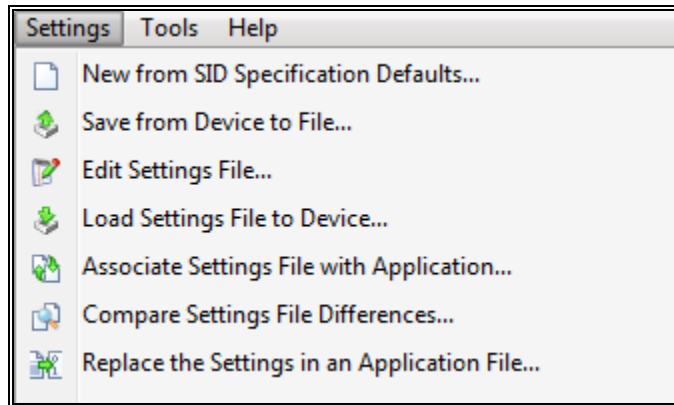 Settings Tools Help
New from SID Specification Defaults...
Save from Device to File...
Edit Settings File...
Load Settings File to Device...
Associate Settings File with Application...
Compare Settings File Differences...
Replace the Settings in an Application File...